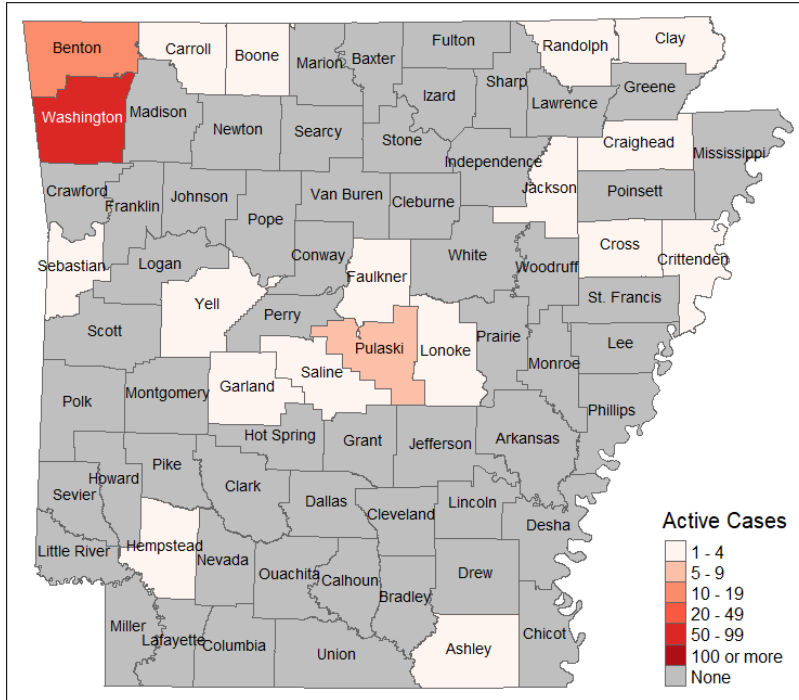 Benton
Carroll
Boone
Marion
Baxter
Fulton
Randolph
Clay
Sharp
Izard
Greene
Lawrence
Washington
Madison
Newton
Searcy
Stone
Independence
Craighead
Mississippi
Crawford
Franklin
Johnson
Pope
Van Buren
Cleburne
Jackson
Poinsett
Sebastian
Logan
Conway
Faulkner
White
Woodruff
Cross
Crittenden
Yell
Perry
St. Francis
Scott
Pulaski
Lonoke
Prairie
Monroe
Lee
Saline
Garland
Montgomery
Polk
Phillips
Hot Spring
Grant
Jefferson
Arkansas
Pike
Howard
Sevier
Clark
Dallas
Cleveland
Lincoln
Desha
Little River
Hempstead
Nevada
Ouachita
Calhoun
Bradley
Drew
Miller
Lafayette
Columbia
Union
Ashley
Chicot
Active Cases
1 - 4
5 - 9
10 - 19
20 - 49
50 - 99
100 or more
None